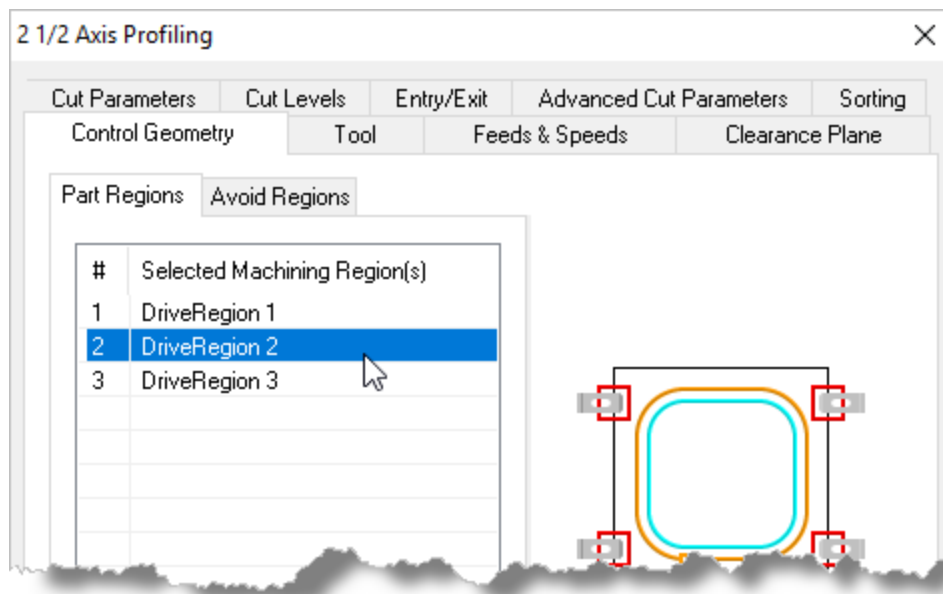 2 1/2 Axis Profiling
Cut Parameters Cut Levels Entry/Exit Advanced Cut Parameters Sorting
Control Geometry Tool Feeds & Speeds Clearance Plane
Part Regions Avoid Regions
# Selected Machining Region(s)
1 DriveRegion 1
2 DriveRegion 2
3 DriveRegion 3